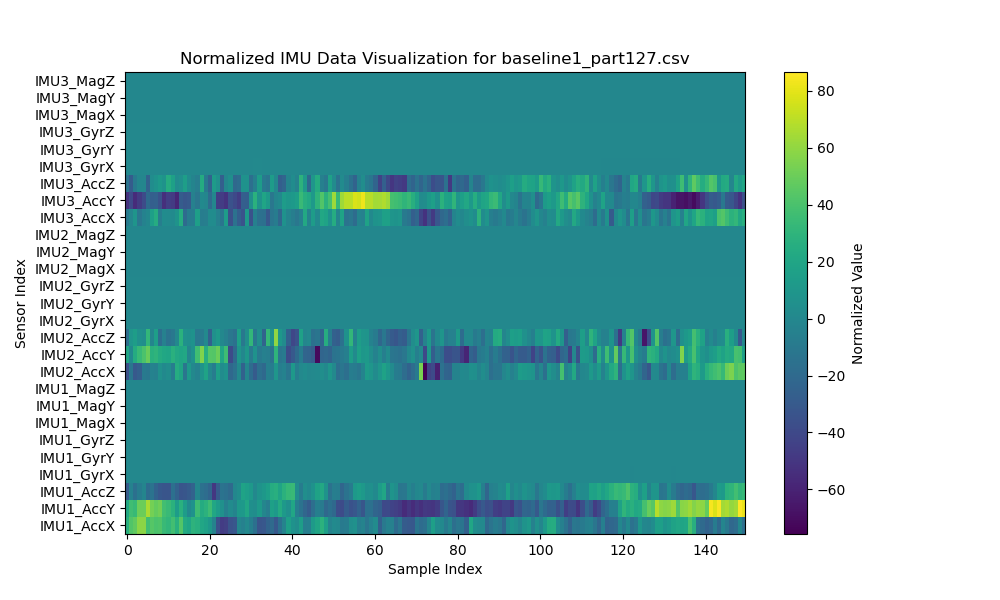 Normalized IMU Data Visualization for baseline1_part127.csv
IMU3_MagZ
IMU3_MagY
IMU3_MagX
IMU3_GyrZ
IMU3_GyrY
IMU3_GyrX
IMU3_AccZ
IMU3_AccY
IMU3_AccX
IMU2_MagZ
IMU2_MagY
IMU2_MagX
IMU2_GyrZ
IMU2_GyrY
IMU2_GyrX
IMU2_AccZ
IMU2_AccY
IMU2_AccX
IMU1_MagZ
IMU1_MagY
IMU1_MagX
IMU1_GyrZ
IMU1_GyrY
IMU1_GyrX
IMU1_AccZ
IMU1_AccY
IMU1_AccX
Sensor Index
0 20 40 60 80 100 120 140
Sample Index
80
60
40
20
0
−20
−40
−60
Normalized Value